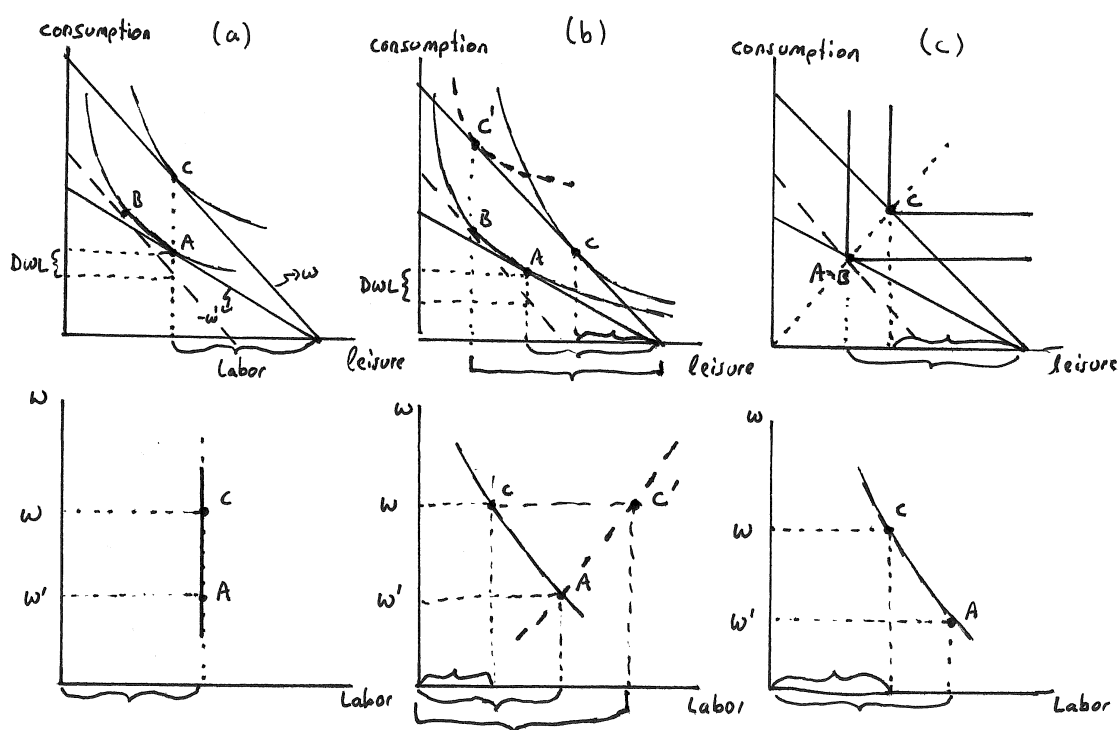 (a)
consumption
C
B
A
DWL
w
-w'
Labor
leisure
(b)
consumption
C'
B
C
A
DWL
leisure
(c)
consumption
C
A=B
leisure
w
w
C
w'
A
Labor
w
w
C
C'
w'
A
Labor
w
w
C
w'
A
Labor